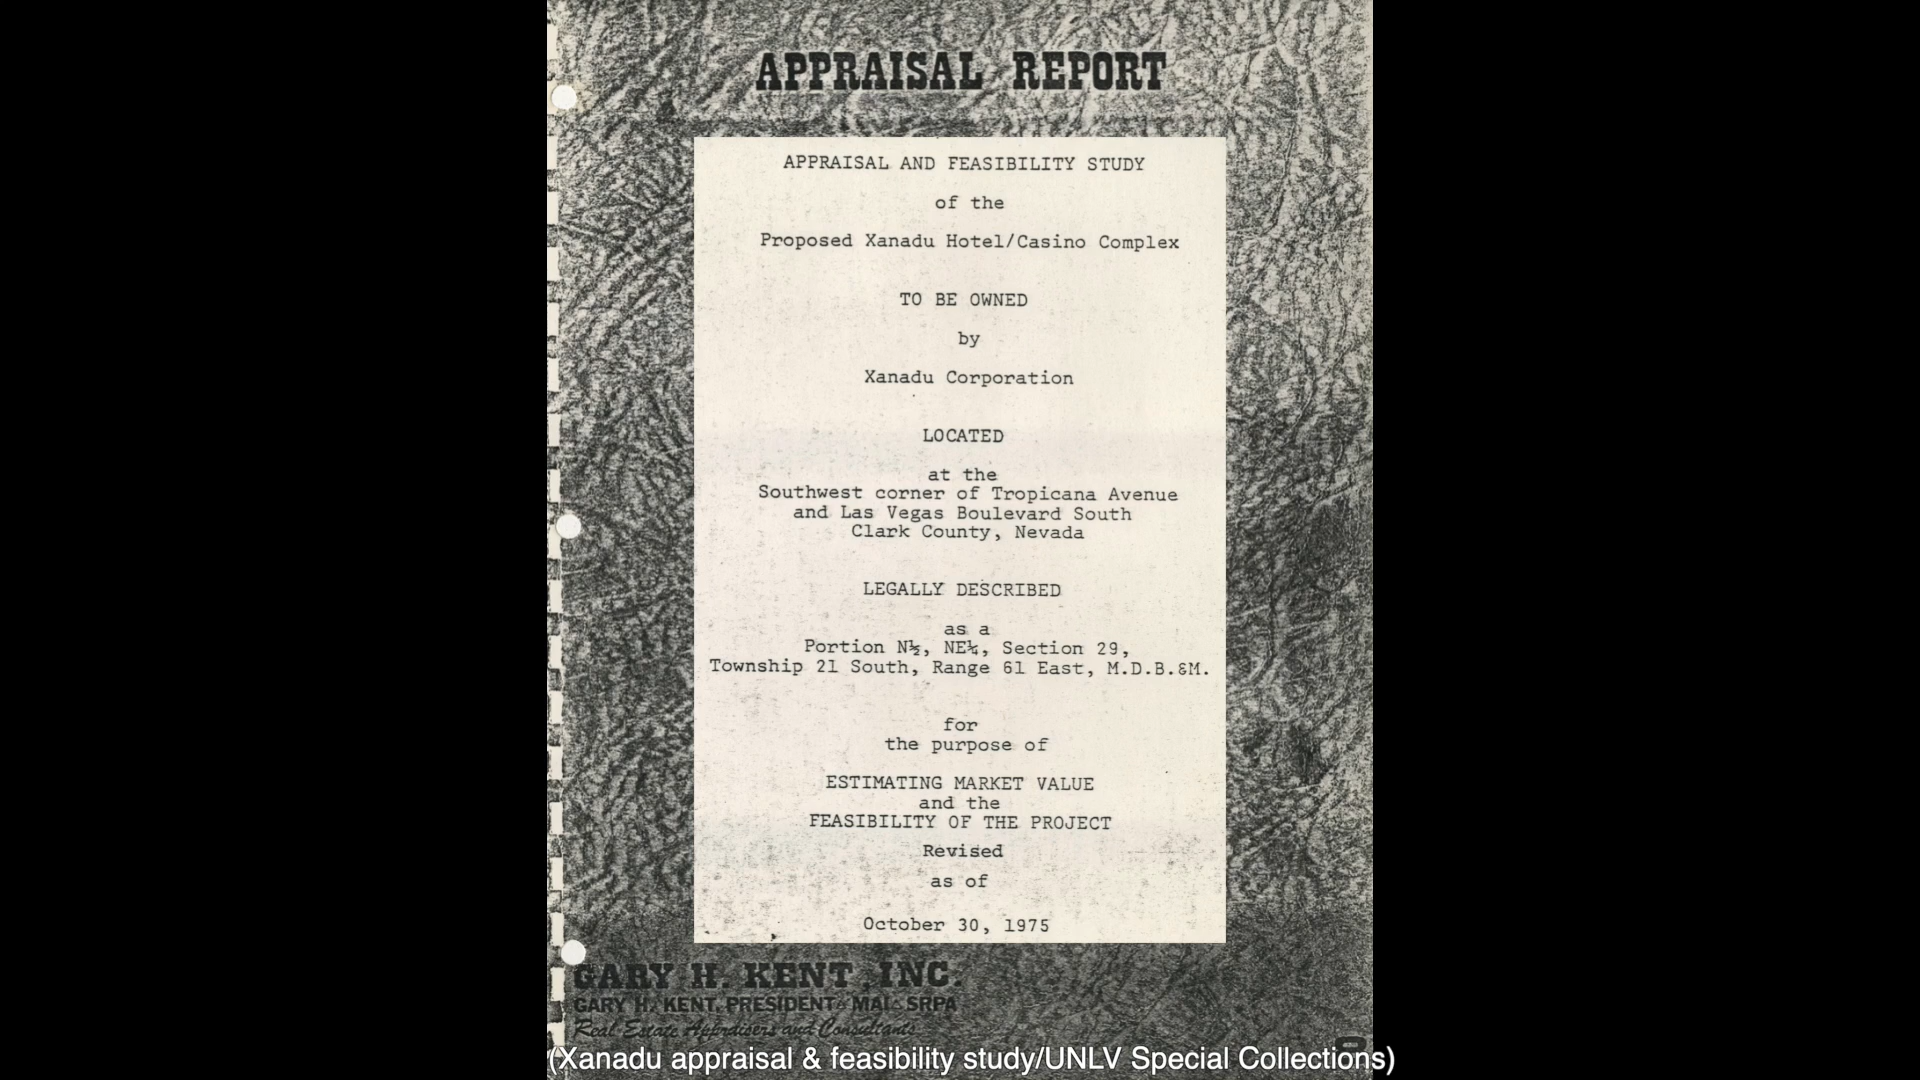 APPRAISAL REPORT
APPRAISAL AND FEASIBILITY STUDY
of the
Proposed Xanadu Hotel/Casino Complex
TO BE OWNED
by
Xanadu Corporation
LOCATED
at the
Southwest corner of Tropicana Avenue
and Las Vegas Boulevard South
Clark County, Nevada
LEGALLY DESCRIBED
as a
Portion N½, NE¼, Section 29,
Township 21 South, Range 61 East, M.D.B.&M.
for
the purpose of
ESTIMATING MARKET VALUE
and the
FEASIBILITY OF THE PROJECT
Revised
as of
October 30, 1975
GARY H. KENT, INC.
GARY H. KENT, PRESIDENT△MAI△SRPA
Real Estate Appraisers and Consultants
(Xanadu appraisal & feasibility study/UNLV Special Collections)